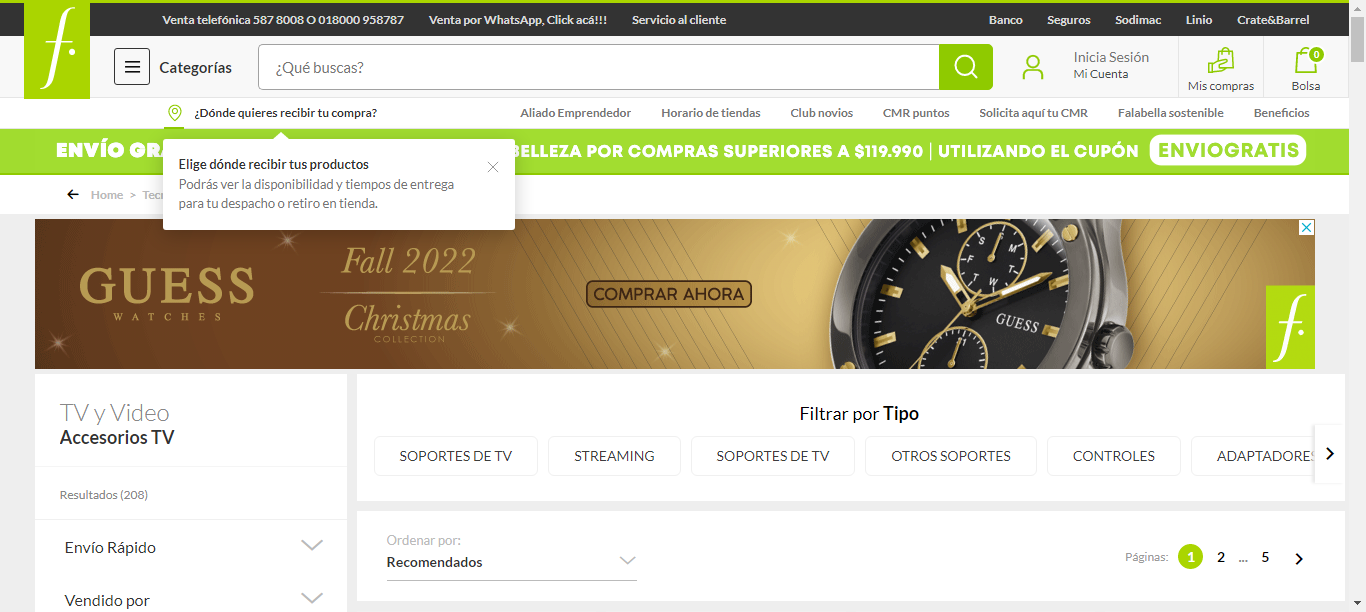 Venta telefónica 587 8008 O 018000 958787
Venta por WhatsApp, Click acá!!!
Servicio al cliente
Banco
Seguros
Sodimac
Linio
Crate&Barrel
f.
Categorías
¿Qué buscas?
Inicia Sesión
Mi Cuenta
Mis compras
0
Bolsa
¿Dónde quieres recibir tu compra?
Aliado Emprendedor
Horario de tiendas
Club novios
CMR puntos
Solicita aquí tu CMR
Falabella sostenible
Beneficios
ENVÍO GRA
BELLEZA POR COMPRAS SUPERIORES A $119.990 | UTILIZANDO EL CUPÓN ENVIOGRATIS
Elige dónde recibir tus productos
Podrás ver la disponibilidad y tiempos de entrega
para tu despacho o retiro en tienda.
Home > Tec
GUESS
WATCHES
Fall 2022
Christmas
COLLECTION
COMPRAR AHORA
S M T W T F
GUESS
f.
TV y Video
Accesorios TV
Resultados (208)
Envío Rápido
Vendido por
Filtrar por Tipo
SOPORTES DE TV
STREAMING
SOPORTES DE TV
OTROS SOPORTES
CONTROLES
ADAPTADORES
Ordenar por:
Recomendados
Páginas: 1 2 ... 5